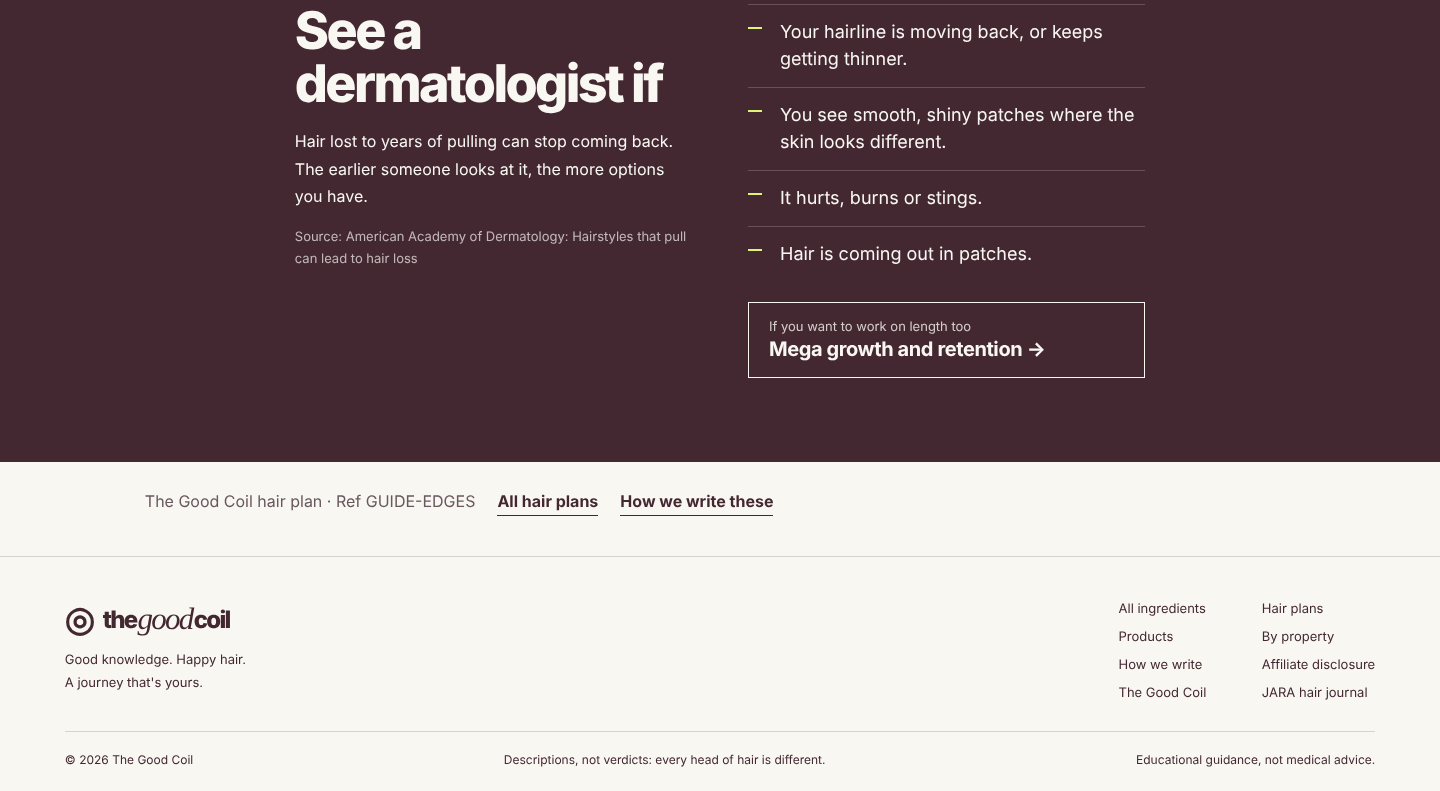 See a
dermatologist if
Hair lost to years of pulling can stop coming back.
The earlier someone looks at it, the more options
you have.
Source: American Academy of Dermatology: Hairstyles that pull
can lead to hair loss
Your hairline is moving back, or keeps
getting thinner.
You see smooth, shiny patches where the
skin looks different.
It hurts, burns or stings.
Hair is coming out in patches.
If you want to work on length too
Mega growth and retention →
The Good Coil hair plan · Ref GUIDE-EDGES All hair plans How we write these
thegoodcoil
Good knowledge. Happy hair.
A journey that's yours.
All ingredients
Products
How we write
The Good Coil
Hair plans
By property
Affiliate disclosure
JARA hair journal
© 2026 The Good Coil
Descriptions, not verdicts: every head of hair is different.
Educational guidance, not medical advice.